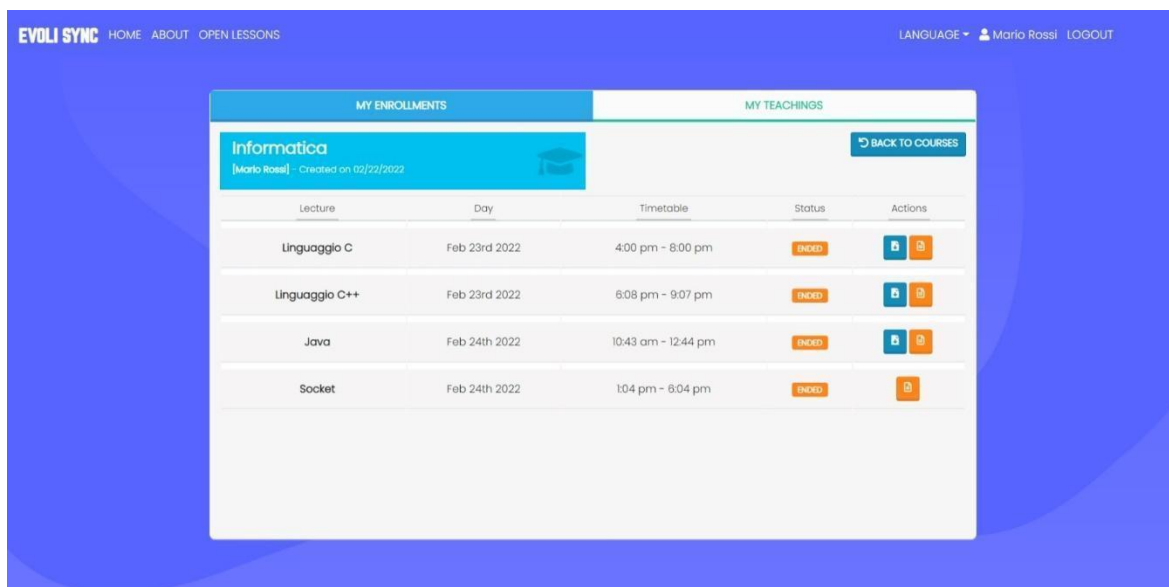 EVOLI SYNC HOME ABOUT OPEN LESSONS LANGUAGE Mario Rossi LOGOUT
MY ENROLLMENTS MY TEACHINGS
Informatica
[Mario Rossi] - Created on 02/22/2022
BACK TO COURSES
Lecture Day Timetable Status Actions
Linguaggio C Feb 23rd 2022 4:00 pm - 8:00 pm ENDED
Linguaggio C++ Feb 23rd 2022 6:08 pm - 9:07 pm ENDED
Java Feb 24th 2022 10:43 am - 12:44 pm ENDED
Socket Feb 24th 2022 1:04 pm - 6:04 pm ENDED